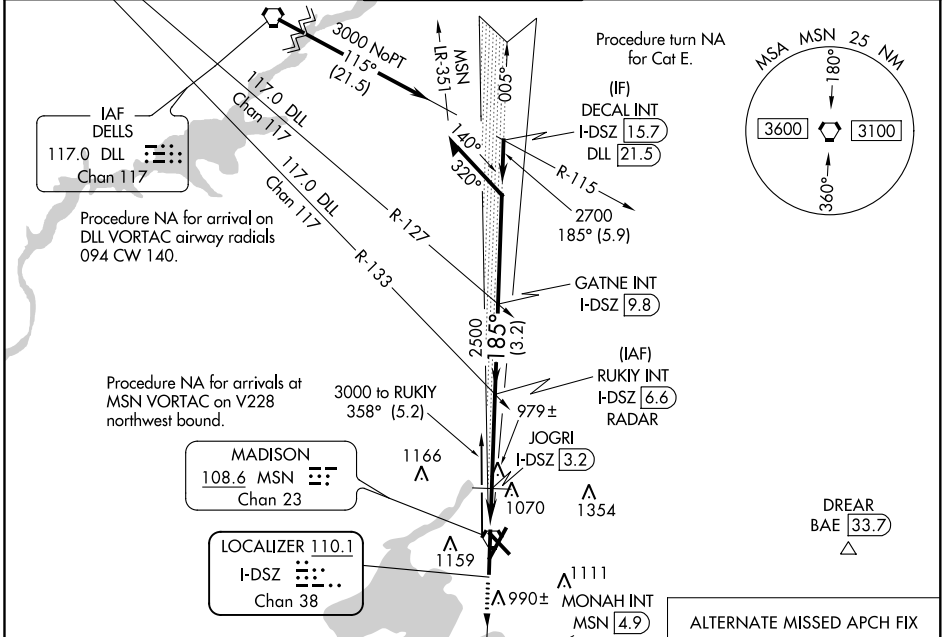 3000 NoPT
115°
(21.5)
MSN
LR-351
005°
Procedure turn NA
for Cat E.
MSA MSN 25 NM
180°
3600
3100
360°
(IF)
DECAL INT
I-DSZ 15.7
DLL 21.5
IAF
DELLS
117.0 DLL
Chan 117
117.0 DLL
Chan 117
117.0 DLL
Chan 117
140°
320°
R-115
2700
185° (5.9)
Procedure NA for arrival on
DLL VORTAC airway radials
094 CW 140.
R-127
R-133
GATNE INT
I-DSZ 9.8
2500
185°
(3.2)
(IAF)
RUKIY INT
I-DSZ 6.6
RADAR
Procedure NA for arrivals at
MSN VORTAC on V228
northwest bound.
3000 to RUKIY
358° (5.2)
979±
JOGRI
I-DSZ 3.2
1166
1070
1354
MADISON
108.6 MSN
Chan 23
DREAR
BAE 33.7
LOCALIZER 110.1
I-DSZ
Chan 38
1159
1111
990±
MONAH INT
MSN 4.9
ALTERNATE MISSED APCH FIX